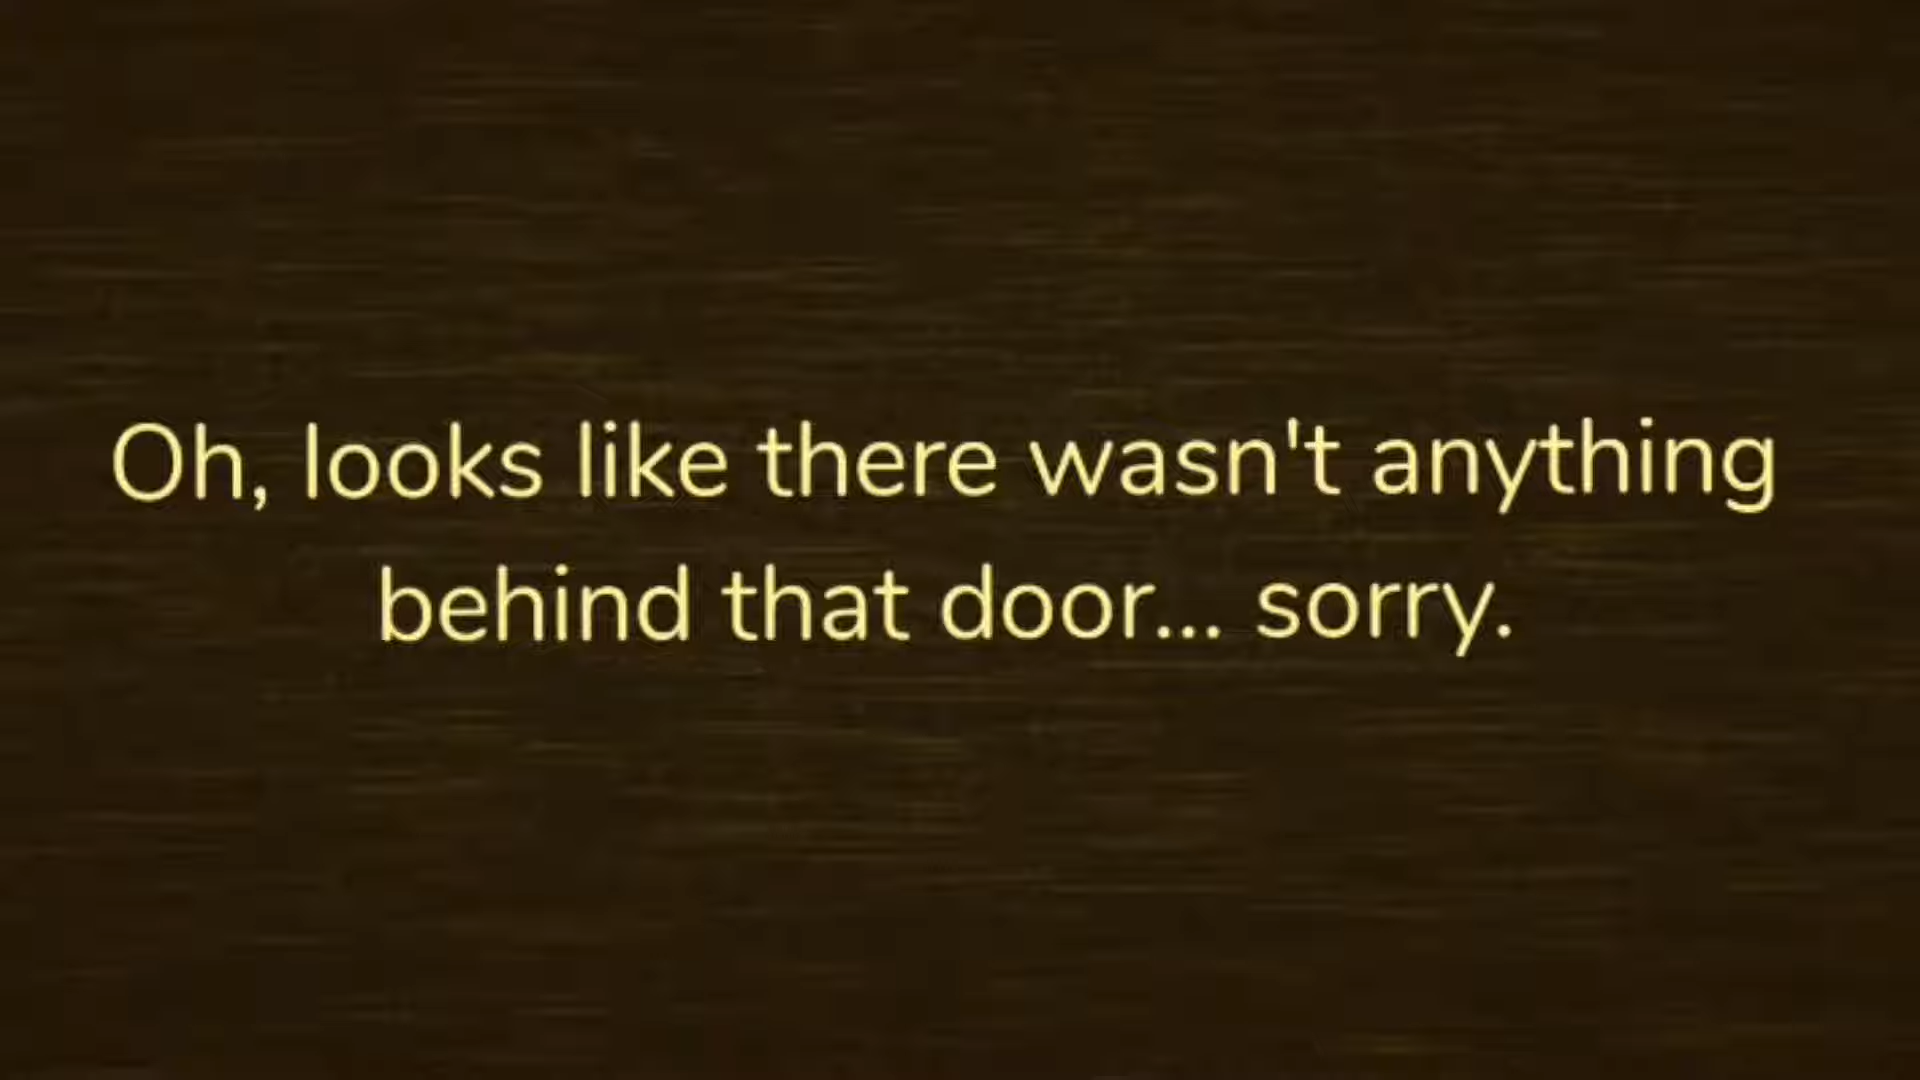 Oh, looks like there wasn't anything
behind that door... sorry.